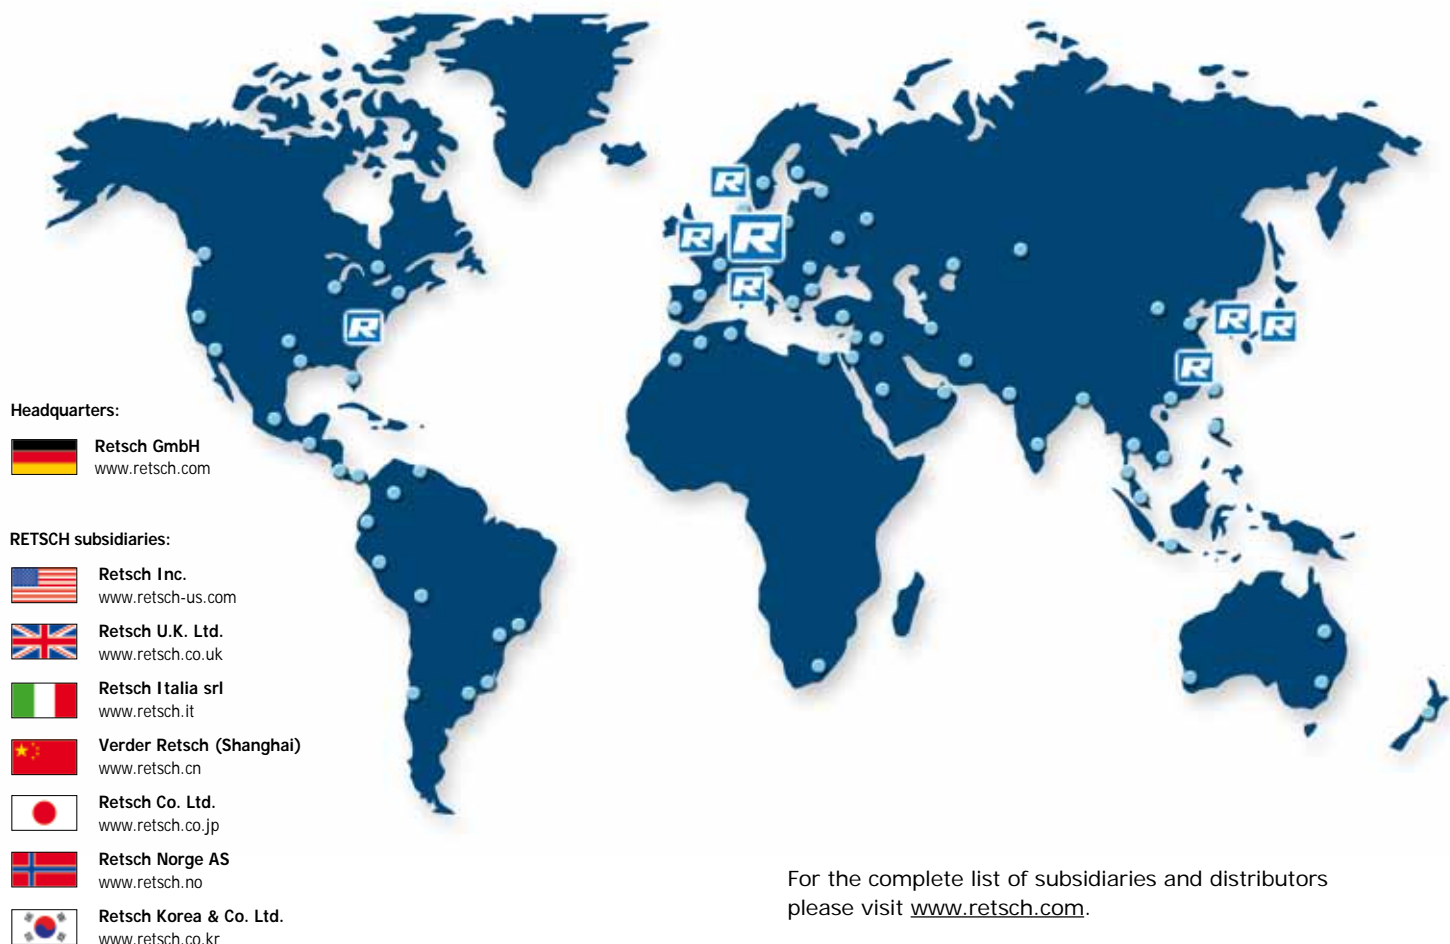 Headquarters:
Retsch GmbH
www.retsch.com
RETSCH subsidiaries:
Retsch Inc.
www.retsch-us.com
Retsch U.K. Ltd.
www.retsch.co.uk
Retsch Italia srl
www.retsch.it
Verder Retsch (Shanghai)
www.retsch.cn
Retsch Co. Ltd.
www.retsch.co.jp
Retsch Norge AS
www.retsch.no
Retsch Korea & Co. Ltd.
www.retsch.co.kr
R
R
R
R
R
R
R
R
For the complete list of subsidiaries and distributors
please visit www.retsch.com.